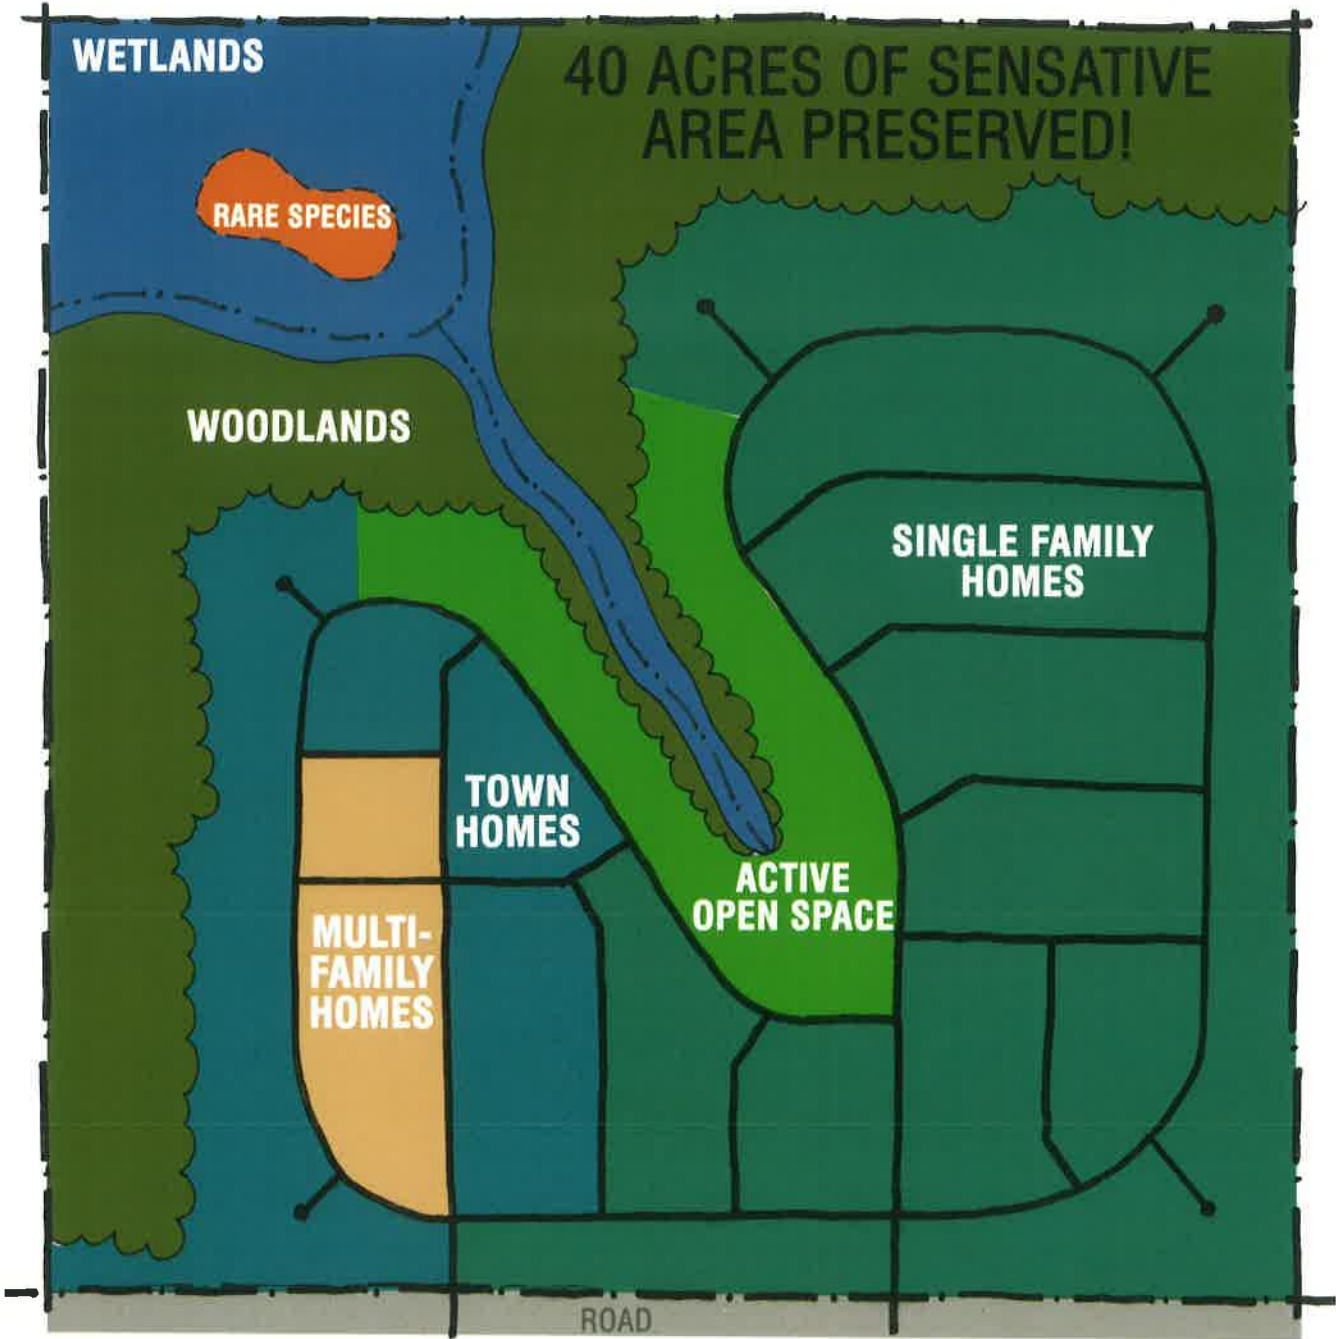 WETLANDS
40 ACRES OF SENSATIVE
AREA PRESERVED!
RARE SPECIES
WOODLANDS
SINGLE FAMILY
HOMES
TOWN
HOMES
ACTIVE
OPEN SPACE
MULTI-
FAMILY
HOMES
ROAD